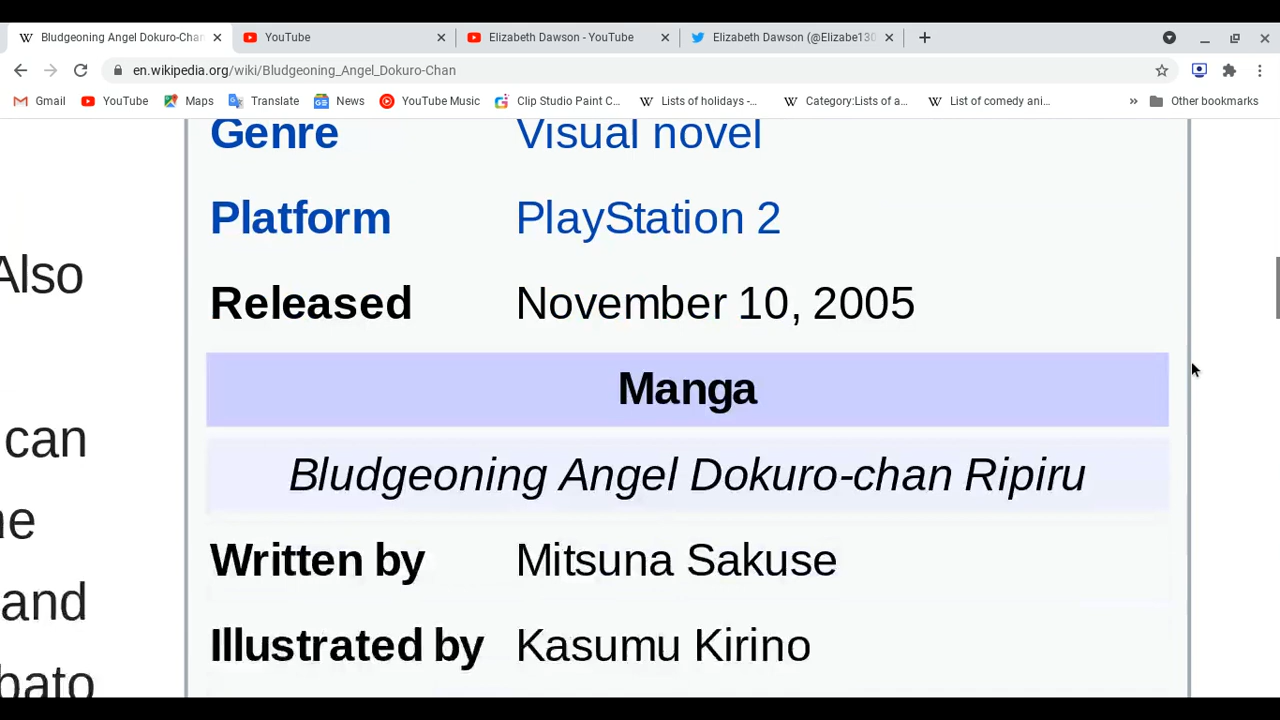 Bludgeoning Angel Dokuro-Chan
YouTube
Elizabeth Dawson - YouTube
Elizabeth Dawson (@Elizabe130
en.wikipedia.org/wiki/Bludgeoning_Angel_Dokuro-Chan
Gmail YouTube Maps Translate News YouTube Music Clip Studio Paint C... Lists of holidays -... Category:Lists of a... List of comedy ani... » Other bookmarks
Genre Visual novel
Platform PlayStation 2
Also
Released November 10, 2005
Manga
can
Bludgeoning Angel Dokuro-chan Ripiru
ne
Written by Mitsuna Sakuse
and
Illustrated by Kasumu Kirino
bato